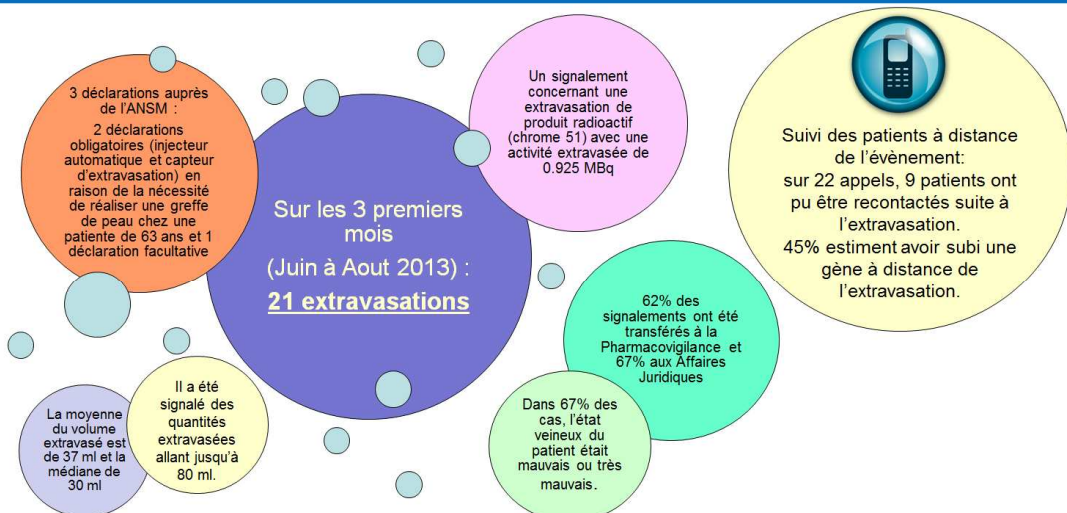 3 déclarations auprès
de l'ANSM :
2 déclarations
obligatoires (injecteur
automatique et capteur
d'extravasation) en
raison de la nécessité
de réaliser une greffe
de peau chez une
patiente de 63 ans et 1
déclaration facultative
Sur les 3 premiers
mois
(Juin à Aout 2013) :
21 extravasations
Un signalement
concernant une
extravasation de
produit radioactif
(chrome 51) avec une
activité extravasée de
0.925 MBq
Suivi des patients à distance
de l'évènement:
sur 22 appels, 9 patients ont
pu être recontactés suite à
l'extravasation.
45% estiment avoir subi une
gène à distance de
l'extravasation.
62% des
signalements ont été
transférés à la
Pharmacovigilance et
67% aux Affaires
Juridiques
Dans 67% des
cas, l'état
veineux du
patient était
mauvais ou très
mauvais.
La moyenne
du volume
extravasé est
de 37 ml et la
médiane de
30 ml
Il a été
signalé des
quantités
extravasées
allant jusqu'à
80 ml.